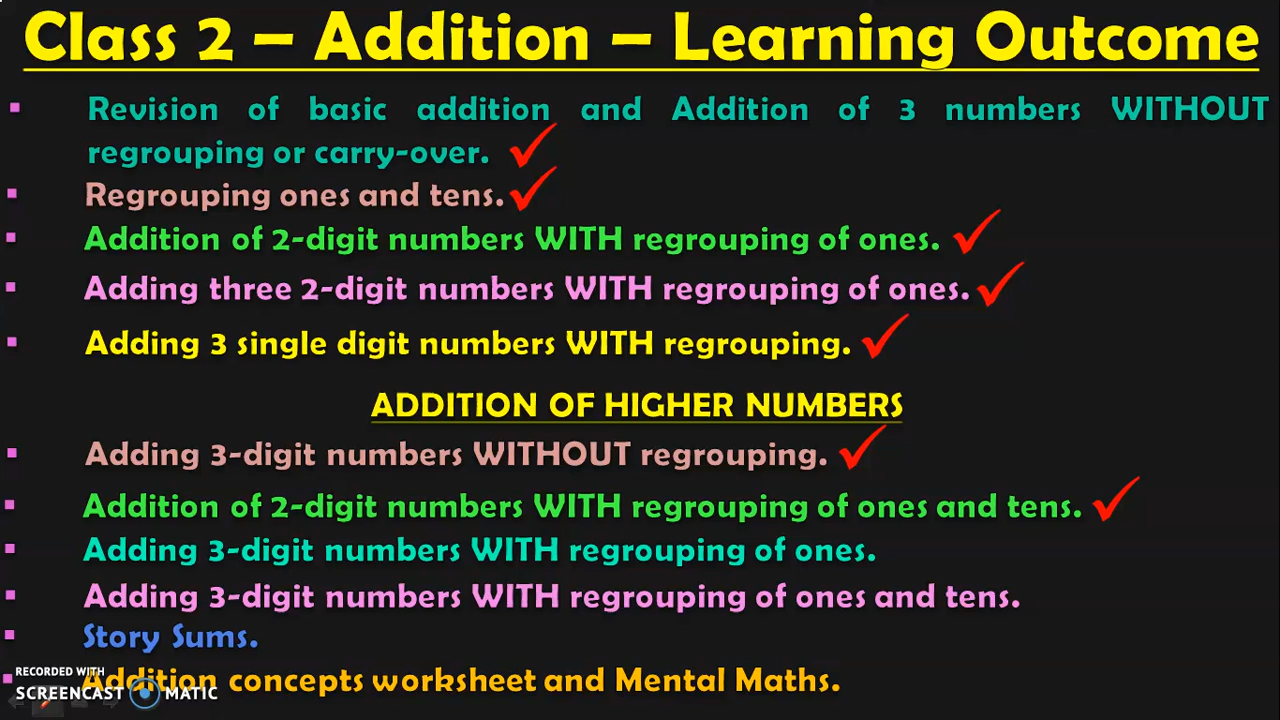 Class 2 – Addition – Learning Outcome
Revision of basic addition and Addition of 3 numbers WITHOUT
regrouping or carry-over.
Regrouping ones and tens.
Addition of 2-digit numbers WITH regrouping of ones.
Adding three 2-digit numbers WITH regrouping of ones.
Adding 3 single digit numbers WITH regrouping.
ADDITION OF HIGHER NUMBERS
Adding 3-digit numbers WITHOUT regrouping.
Addition of 2-digit numbers WITH regrouping of ones and tens.
Adding 3-digit numbers WITH regrouping of ones.
Adding 3-digit numbers WITH regrouping of ones and tens.
Story Sums.
Addition concepts worksheet and Mental Maths.
RECORDED WITH
SCREENCAST MATIC